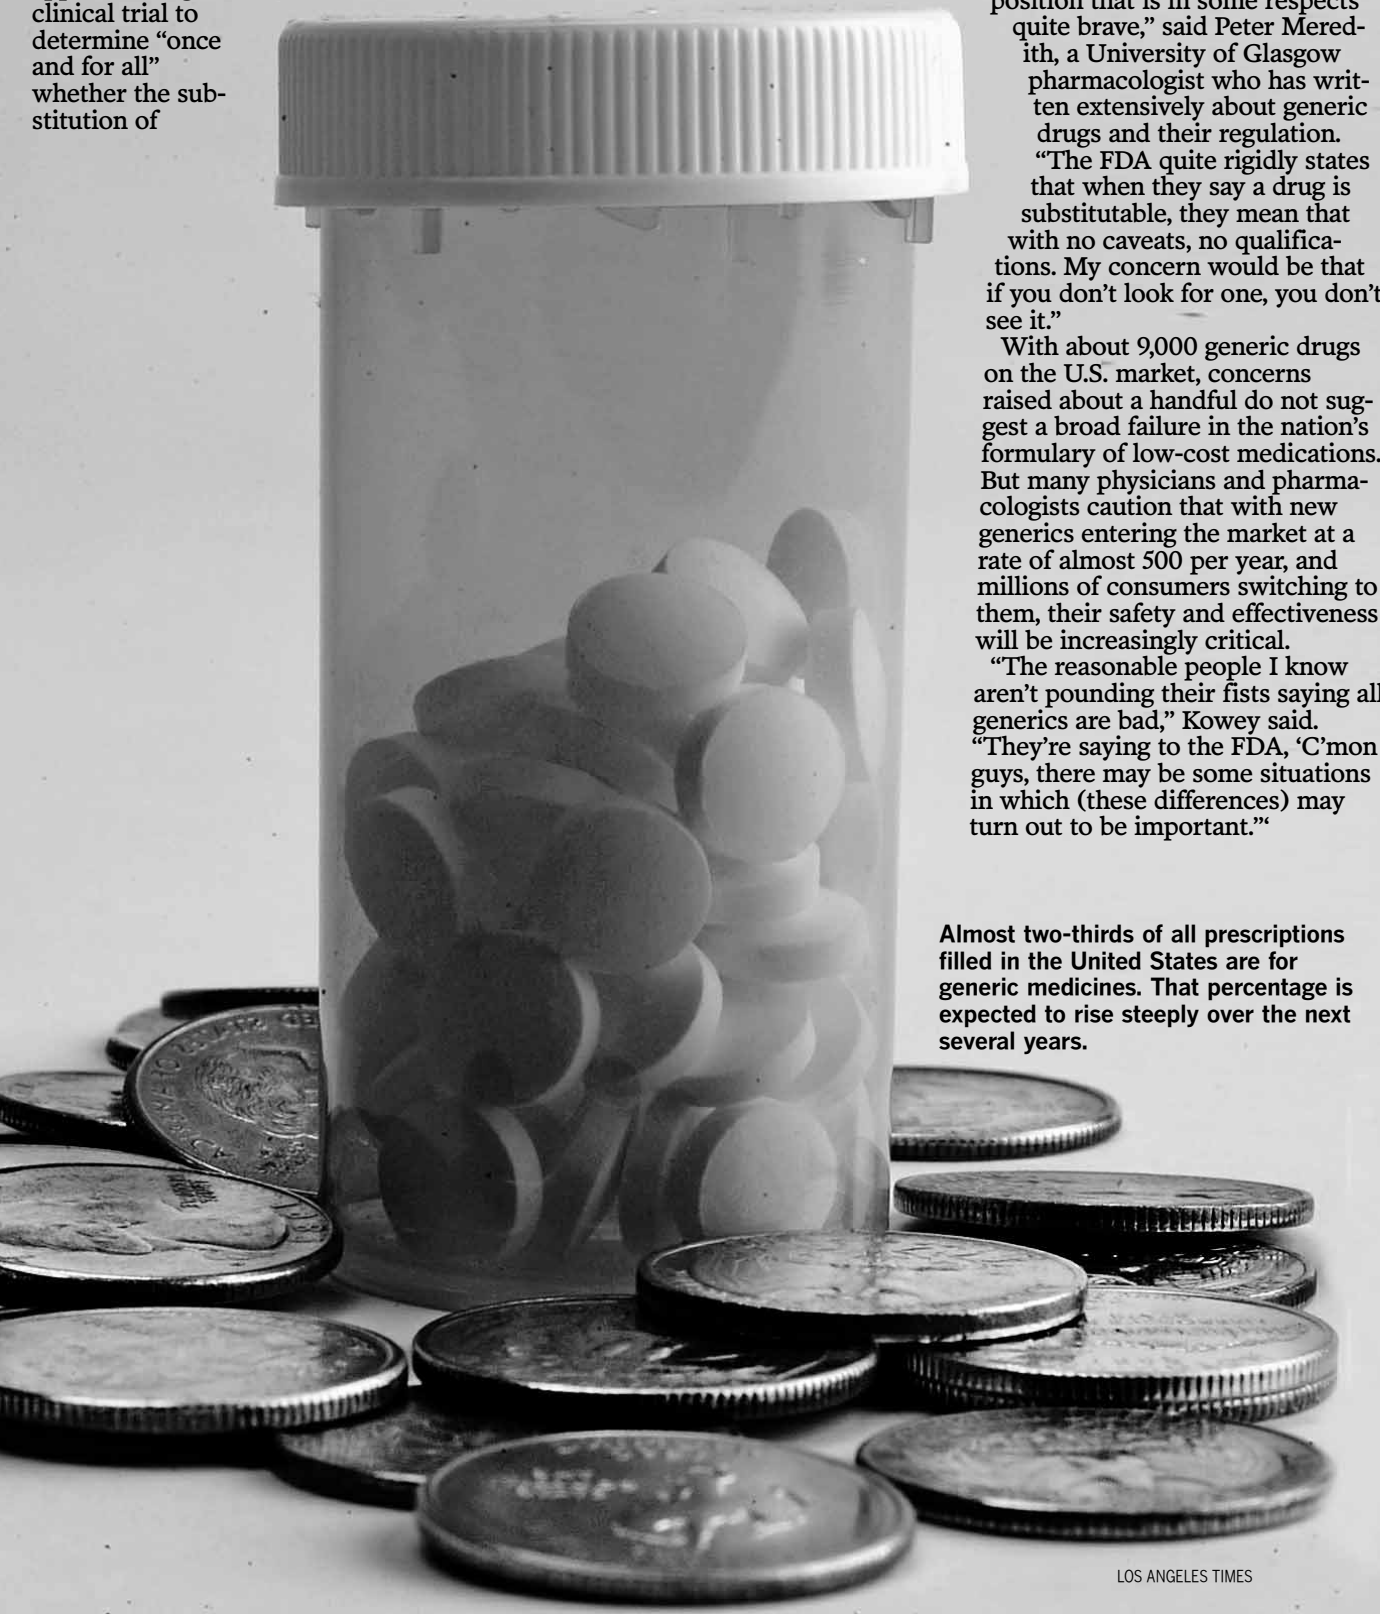 clinical trial to
determine “once
and for all”
whether the sub-
stitution of
position that is in some respects
quite brave,” said Peter Mered-
ith, a University of Glasgow
pharmacologist who has writ-
ten extensively about generic
drugs and their regulation.
“The FDA quite rigidly states
that when they say a drug is
substitutable, they mean that
with no caveats, no qualifica-
tions. My concern would be that
if you don’t look for one, you don’t
see it.”
With about 9,000 generic drugs
on the U.S. market, concerns
raised about a handful do not sug-
gest a broad failure in the nation’s
formulary of low-cost medications.
But many physicians and pharma-
cologists caution that with new
generics entering the market at a
rate of almost 500 per year, and
millions of consumers switching to
them, their safety and effectiveness
will be increasingly critical.
“The reasonable people I know
aren’t pounding their fists saying all
generics are bad,” Kowey said.
“They’re saying to the FDA, ‘C’mon
guys, there may be some situations
in which (these differences) may
turn out to be important.”‘
Almost two-thirds of all prescriptions
filled in the United States are for
generic medicines. That percentage is
expected to rise steeply over the next
several years.
LOS ANGELES TIMES